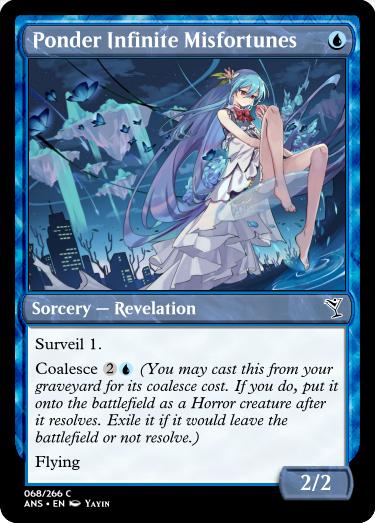 Ponder Infinite Misfortunes
Sorcery — Revelation
Surveil 1.
Coalesce 2 (You may cast this from your
graveyard for its coalesce cost. If you do, put it
onto the battlefield as a Horror creature after
it resolves. Exile it if it would leave the
battlefield or not resolve.)
Flying
2/2
068/266 C
ANS • EN Yayin